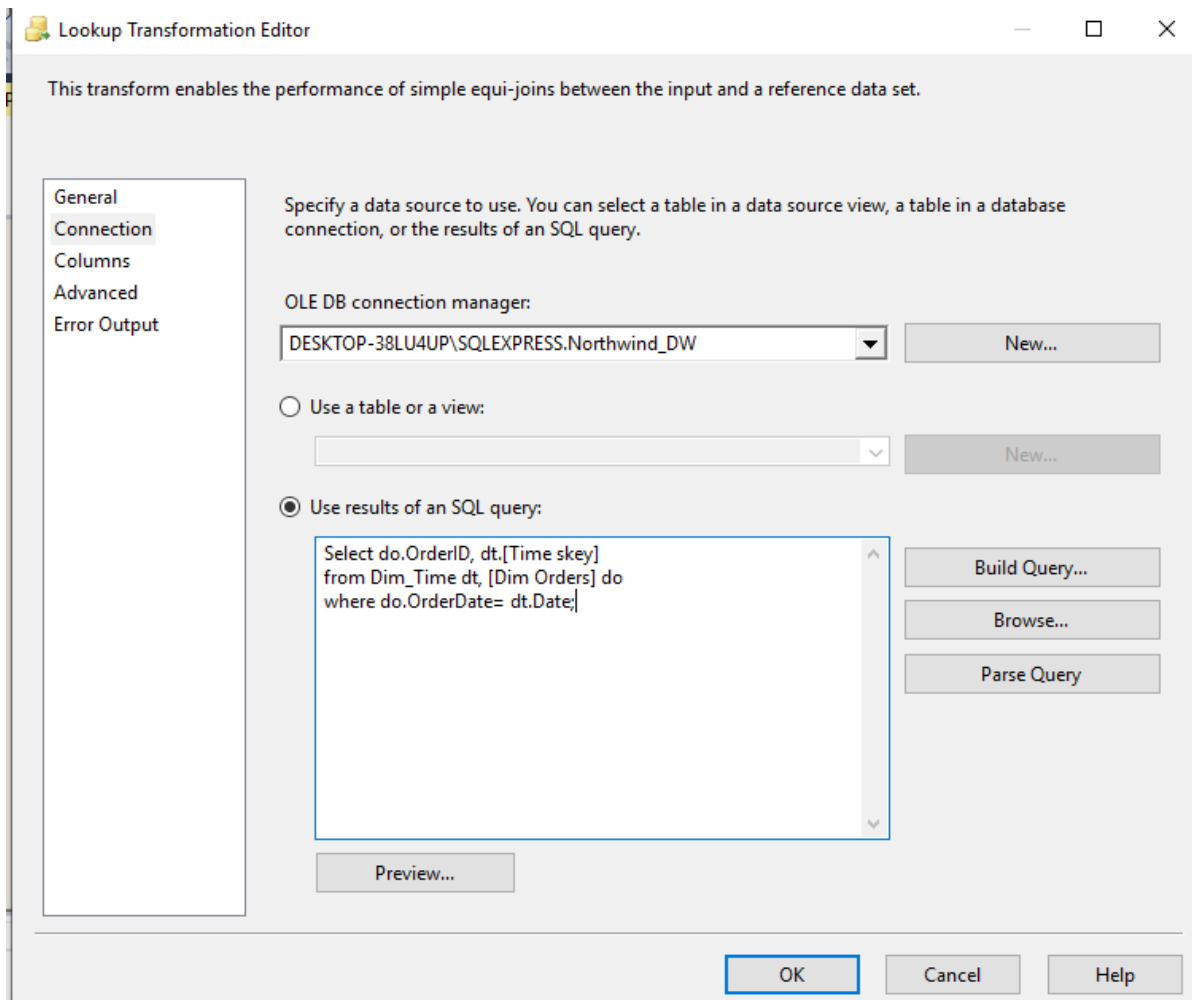 Lookup Transformation Editor
This transform enables the performance of simple equi-joins between the input and a reference data set.
General
Connection
Columns
Advanced
Error Output
Specify a data source to use. You can select a table in a data source view, a table in a database
connection, or the results of an SQL query.
OLE DB connection manager:
DESKTOP-38LU4UP\SQLEXPRESS.Northwind_DW
New...
Use a table or a view:
New...
Use results of an SQL query:
Select do.OrderID, dt.[Time skey]
from Dim_Time dt, [Dim Orders] do
where do.OrderDate= dt.Date;
Build Query...
Browse...
Parse Query
Preview...
OK
Cancel
Help